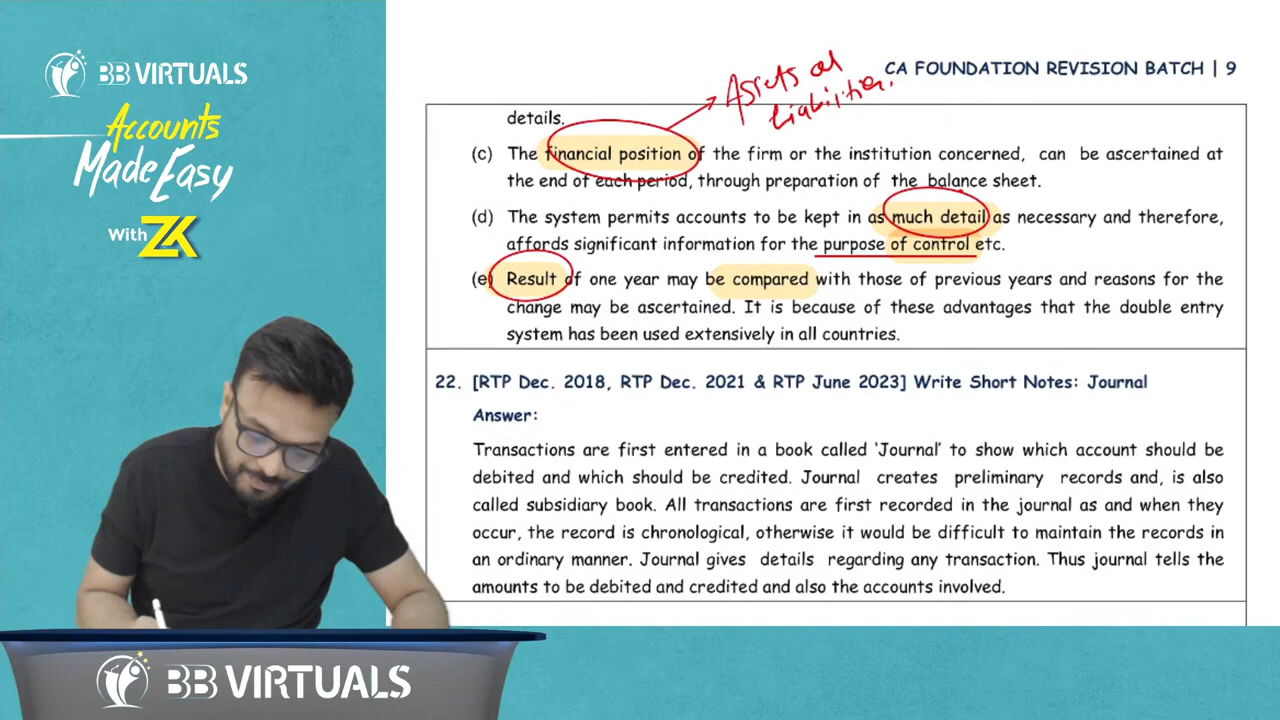 BB VIRTUALS
Accounts
Made Easy
With ZK
CA FOUNDATION REVISION BATCH | 9
Assets
Liabilities.
details.
(c) The financial position of the firm or the institution concerned, can be ascertained at
the end of each period, through preparation of the balance sheet.
(d) The system permits accounts to be kept in as much detail as necessary and therefore,
affords significant information for the purpose of control etc.
(e) Result of one year may be compared with those of previous years and reasons for the
change may be ascertained. It is because of these advantages that the double entry
system has been used extensively in all countries.
22. [RTP Dec. 2018, RTP Dec. 2021 & RTP June 2023] Write Short Notes: Journal
Answer:
Transactions are first entered in a book called 'Journal' to show which account should be
debited and which should be credited. Journal creates preliminary records and, is also
called subsidiary book. All transactions are first recorded in the journal as and when they
occur, the record is chronological, otherwise it would be difficult to maintain the records in
an ordinary manner. Journal gives details regarding any transaction. Thus journal tells the
amounts to be debited and credited and also the accounts involved.
BB VIRTUALS